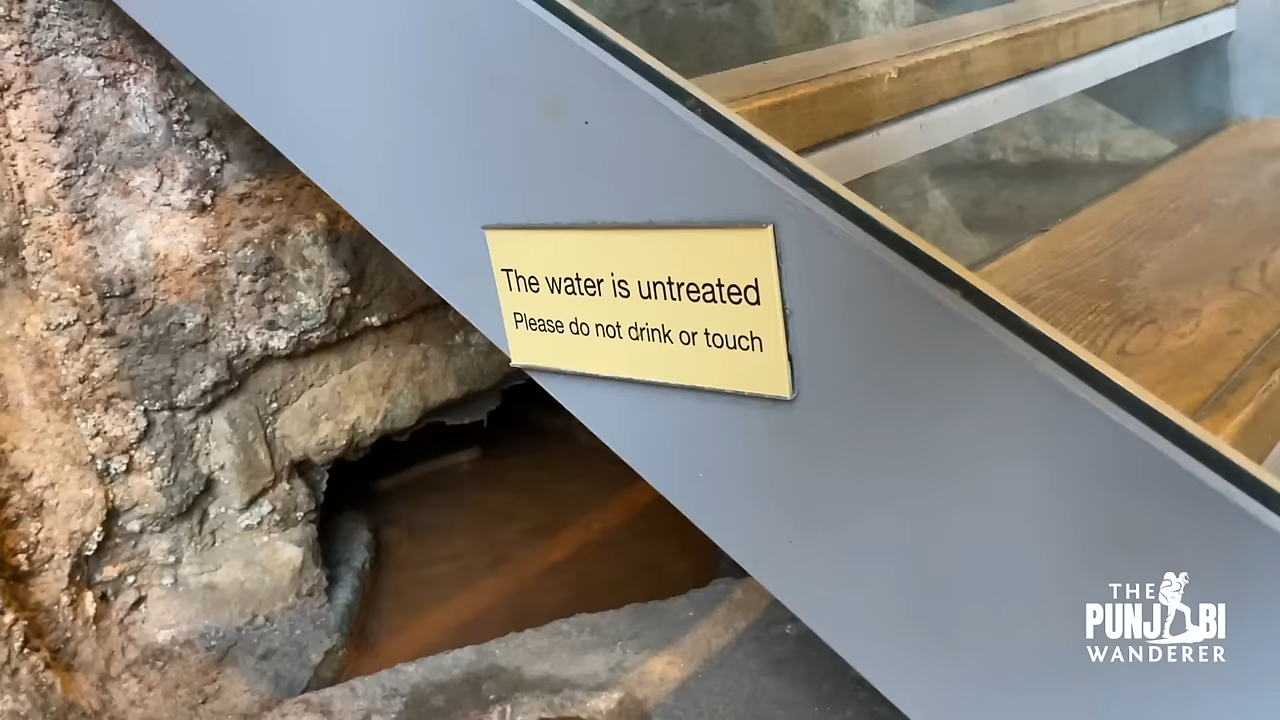 The water is untreated
Please do not drink or touch
THE
PUNJABI
WANDERER